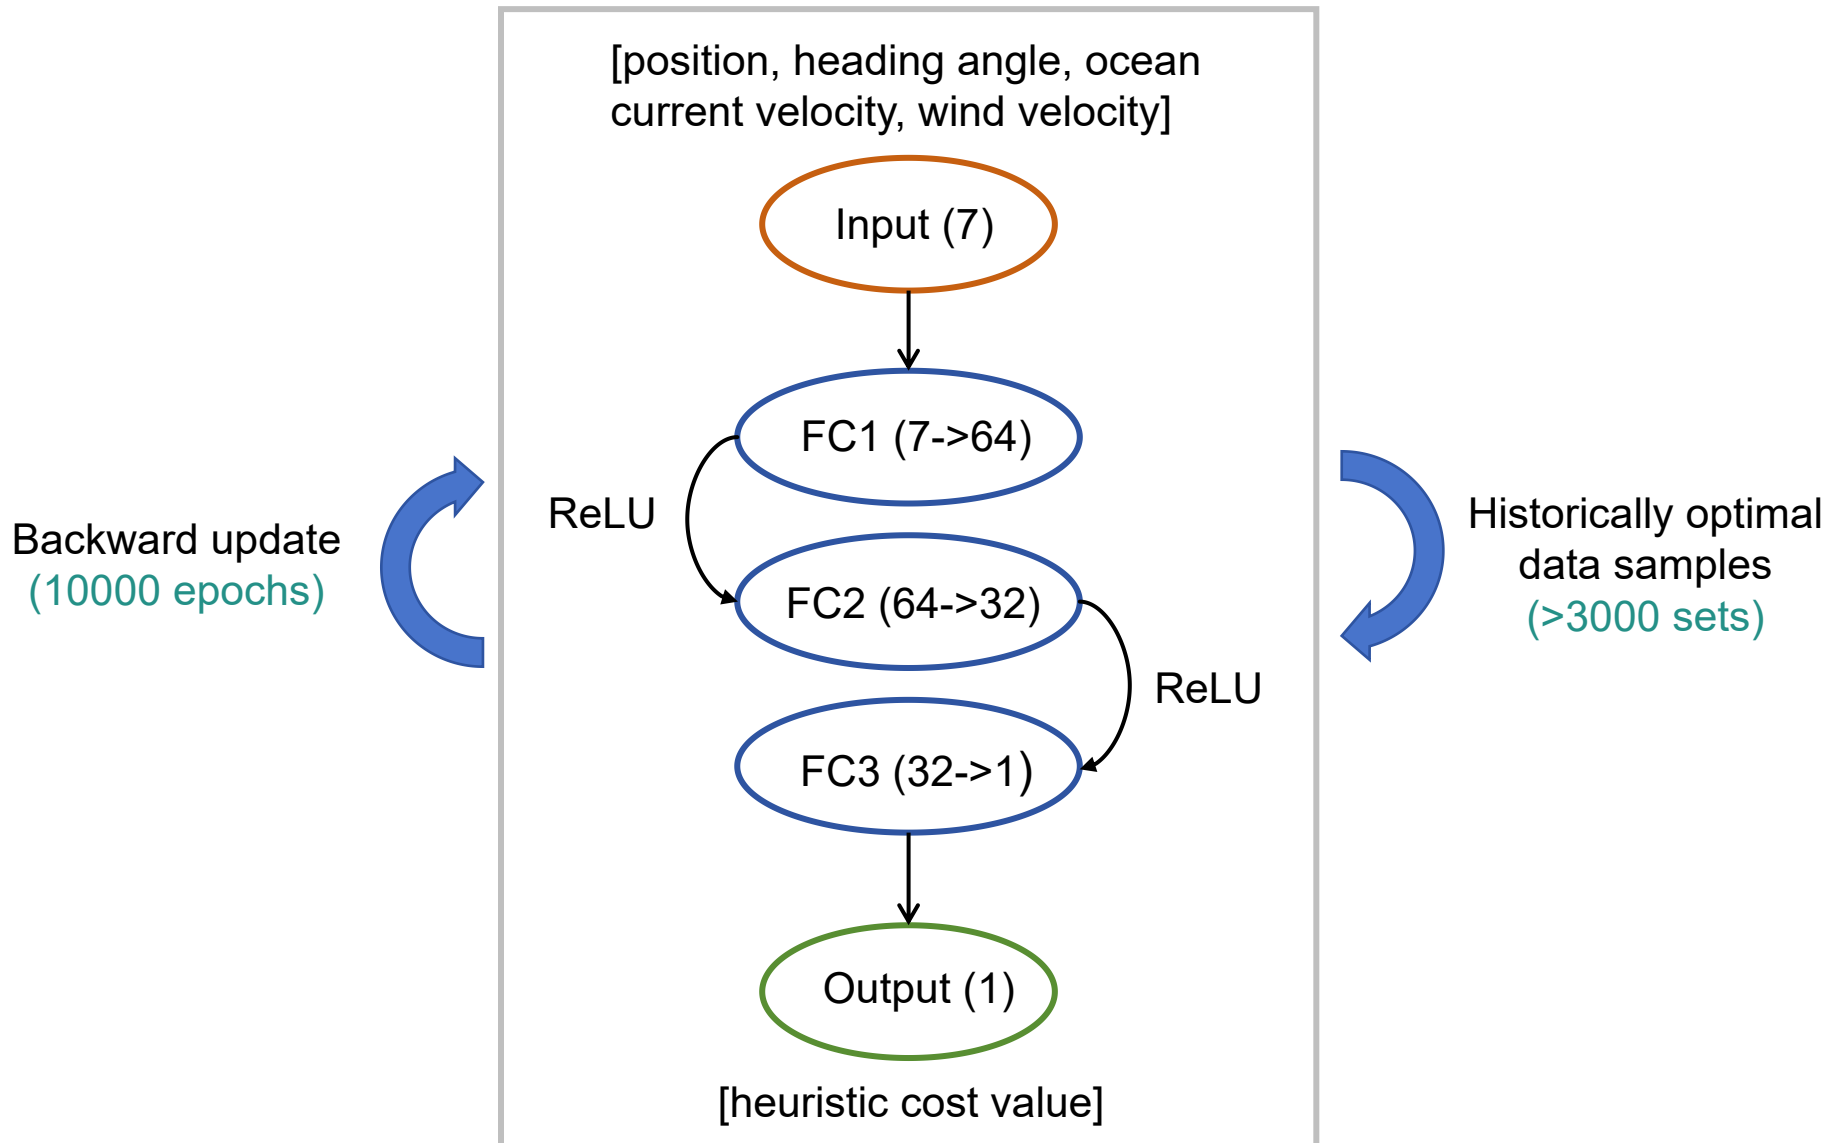 [position, heading angle, ocean
current velocity, wind velocity]
Input (7)
FC1 (7->64)
ReLU
FC2 (64->32)
ReLU
FC3 (32->1)
Output (1)
[heuristic cost value]
Backward update
(10000 epochs)
Historically optimal
data samples
(>3000 sets)